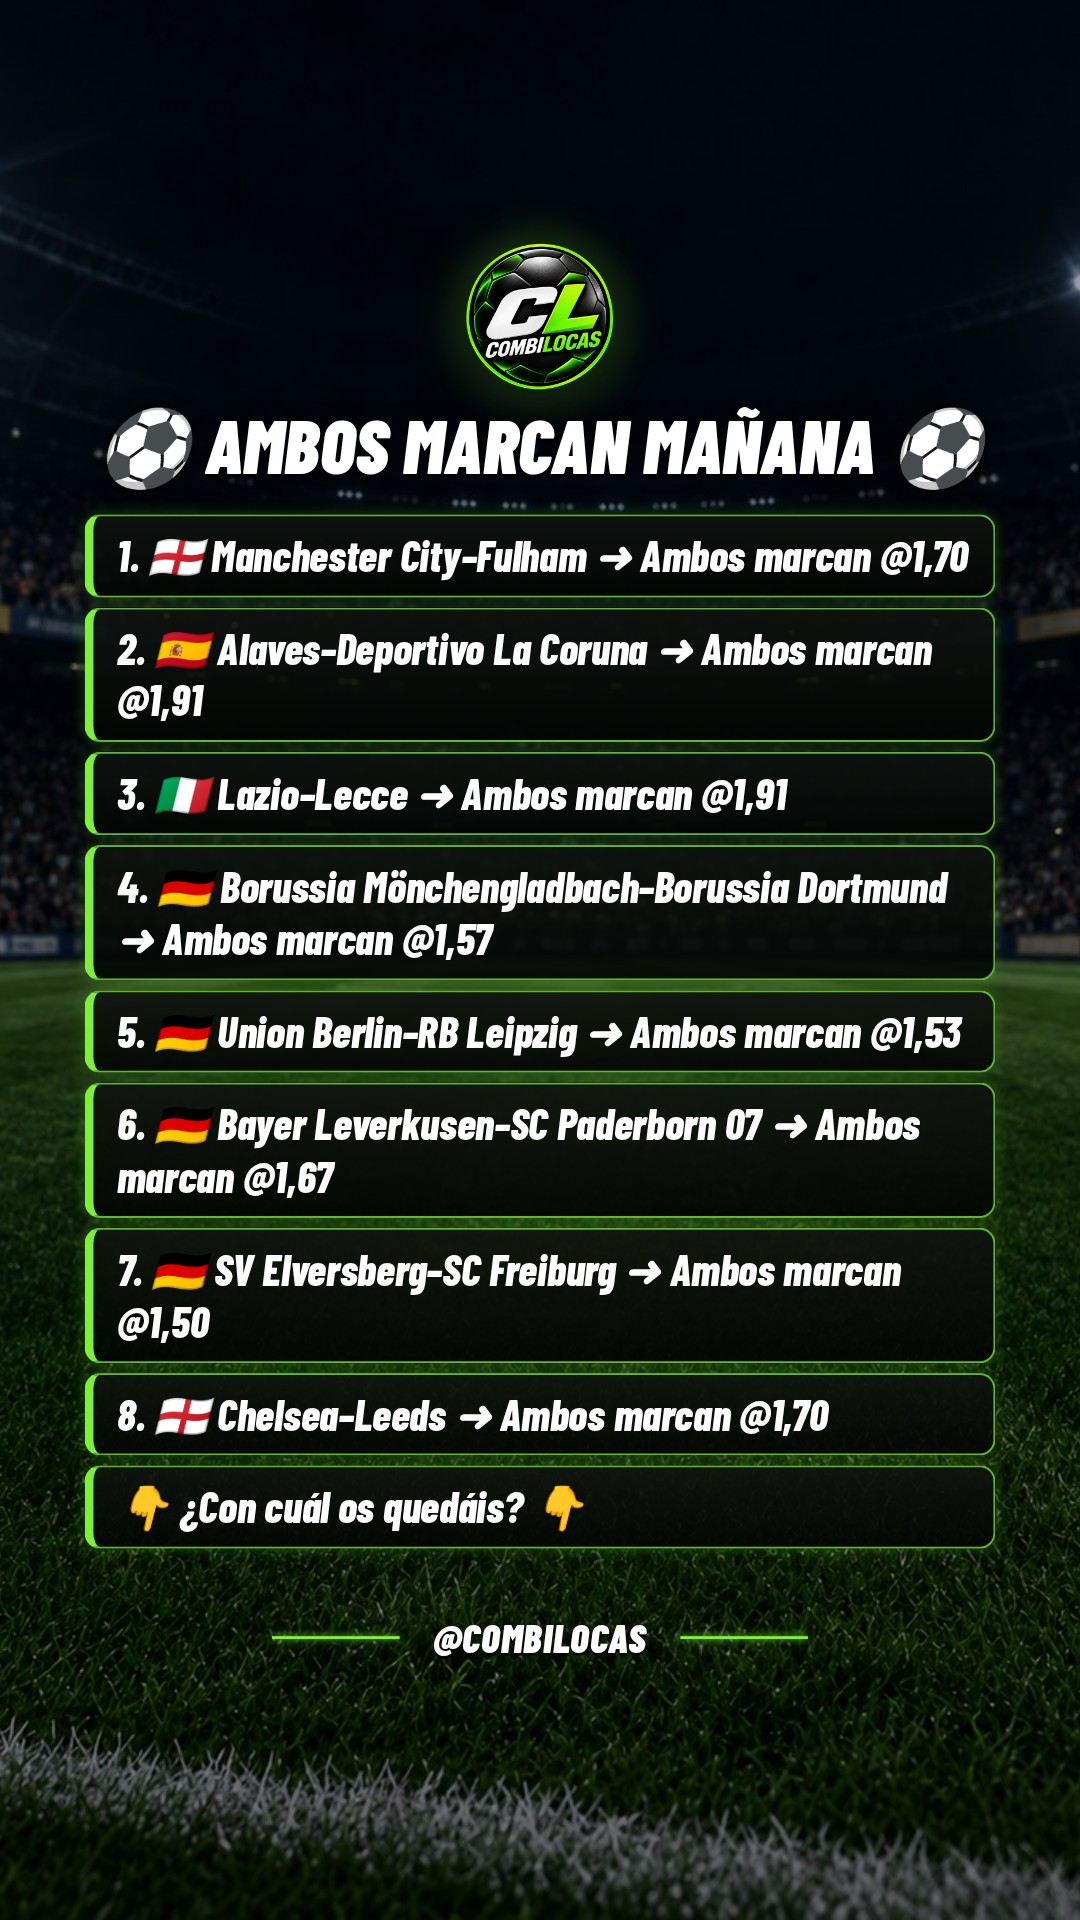 CL
COMBILOCAS
⚽ AMBOS MARCAN MAÑANA ⚽
1. 🏴󠁧󠁢󠁥󠁮󠁧󠁿 Manchester City-Fulham ➜ Ambos marcan @1,70
2. 🇪🇸 Alaves-Deportivo La Coruna ➜ Ambos marcan
@1,91
3. 🇮🇹 Lazio-Lecce ➜ Ambos marcan @1,91
4. 🇩🇪 Borussia Mönchengladbach-Borussia Dortmund
➜ Ambos marcan @1,57
5. 🇩🇪 Union Berlin-RB Leipzig ➜ Ambos marcan @1,53
6. 🇩🇪 Bayer Leverkusen-SC Paderborn 07 ➜ Ambos
marcan @1,67
7. 🇩🇪 SV Elversberg-SC Freiburg ➜ Ambos marcan
@1,50
8. 🏴󠁧󠁢󠁥󠁮󠁧󠁿 Chelsea-Leeds ➜ Ambos marcan @1,70
👇 ¿Con cuál os quedáis? 👇
@COMBILOCAS